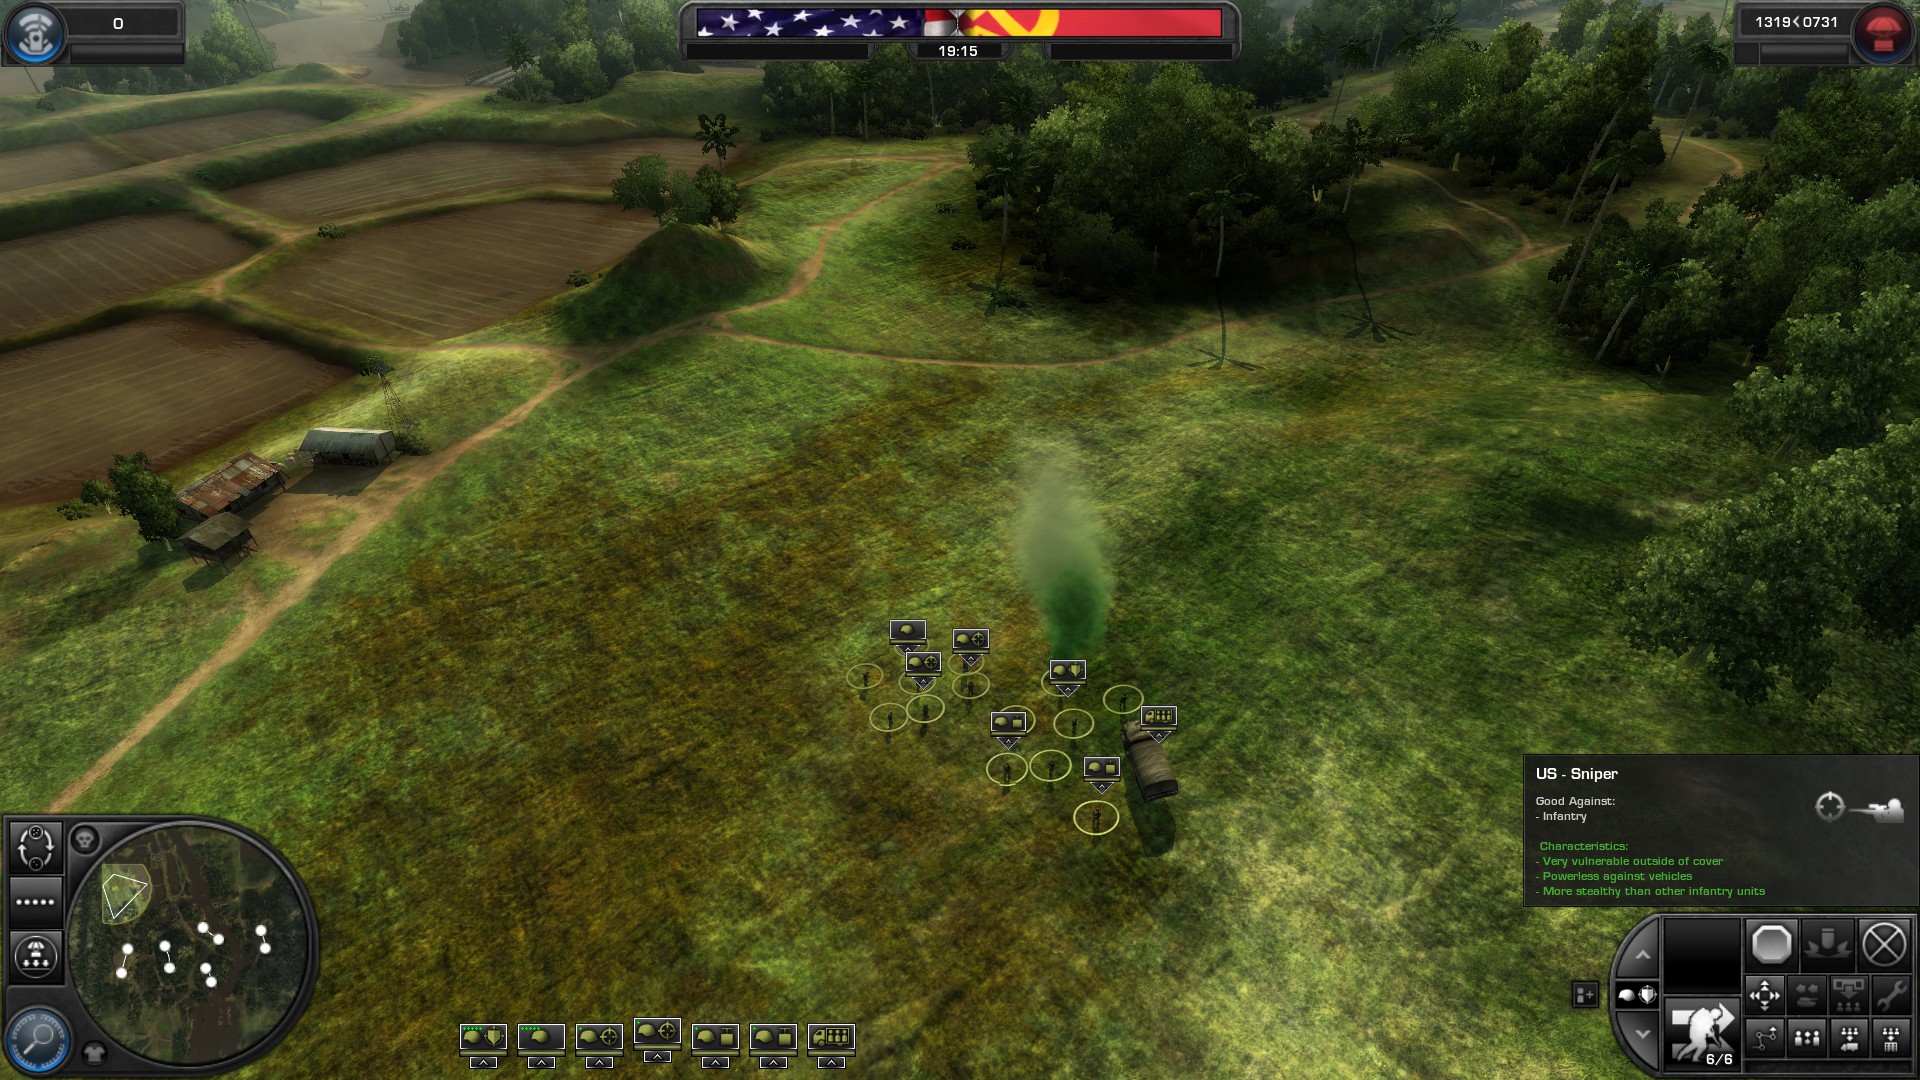 0
19:15
1319<0731
US - Sniper
Good Against:
- Infantry
Characteristics:
- Very vulnerable outside of cover
- Powerless against vehicles
- More stealthy than other infantry units
6/6